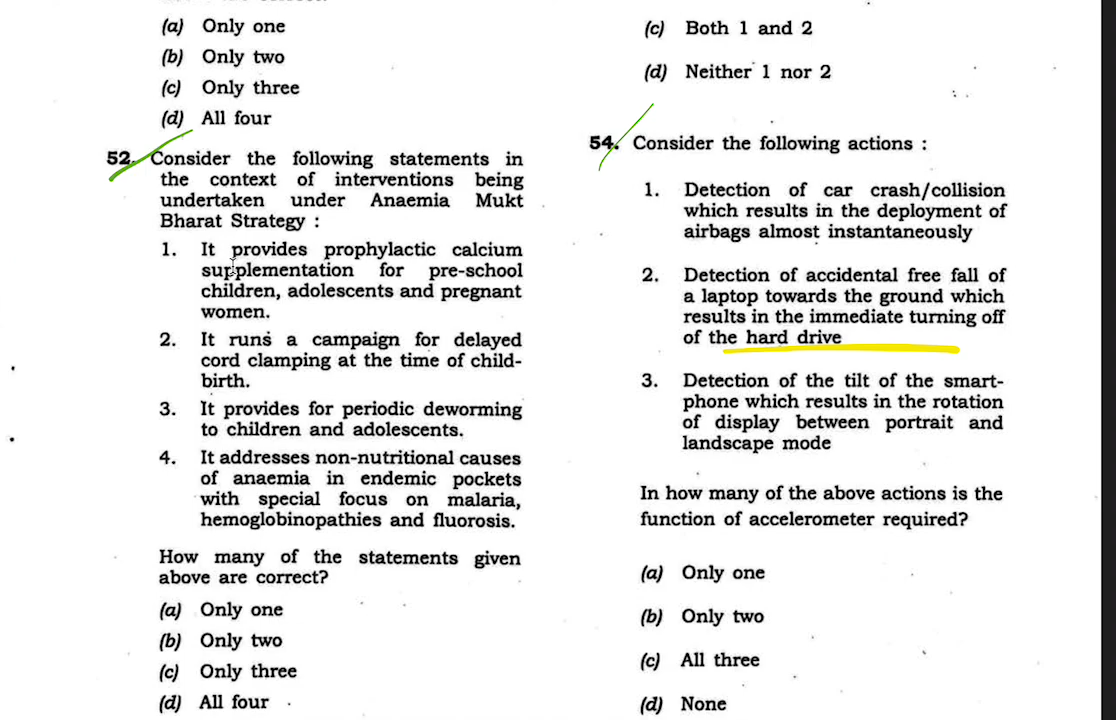 (a) Only one
(b) Only two
(c) Only three
(d) All four
52. Consider the following statements in
the context of interventions being
undertaken under Anaemia Mukt
Bharat Strategy :
1. It provides prophylactic calcium
supplementation for pre-school
children, adolescents and pregnant
women.
2. It runs a campaign for delayed
cord clamping at the time of child-
birth.
3. It provides for periodic deworming
to children and adolescents.
4. It addresses non-nutritional causes
of anaemia in endemic pockets
with special focus on malaria,
hemoglobinopathies and fluorosis.
How many of the statements given
above are correct?
(a) Only one
(b) Only two
(c) Only three
(d) All four
(c) Both 1 and 2
(d) Neither 1 nor 2
54. Consider the following actions :
1. Detection of car crash/collision
which results in the deployment of
airbags almost instantaneously
2. Detection of accidental free fall of
a laptop towards the ground which
results in the immediate turning off
of the hard drive
3. Detection of the tilt of the smart-
phone which results in the rotation
of display between portrait and
landscape mode
In how many of the above actions is the
function of accelerometer required?
(a) Only one
(b) Only two
(c) All three
(d) None